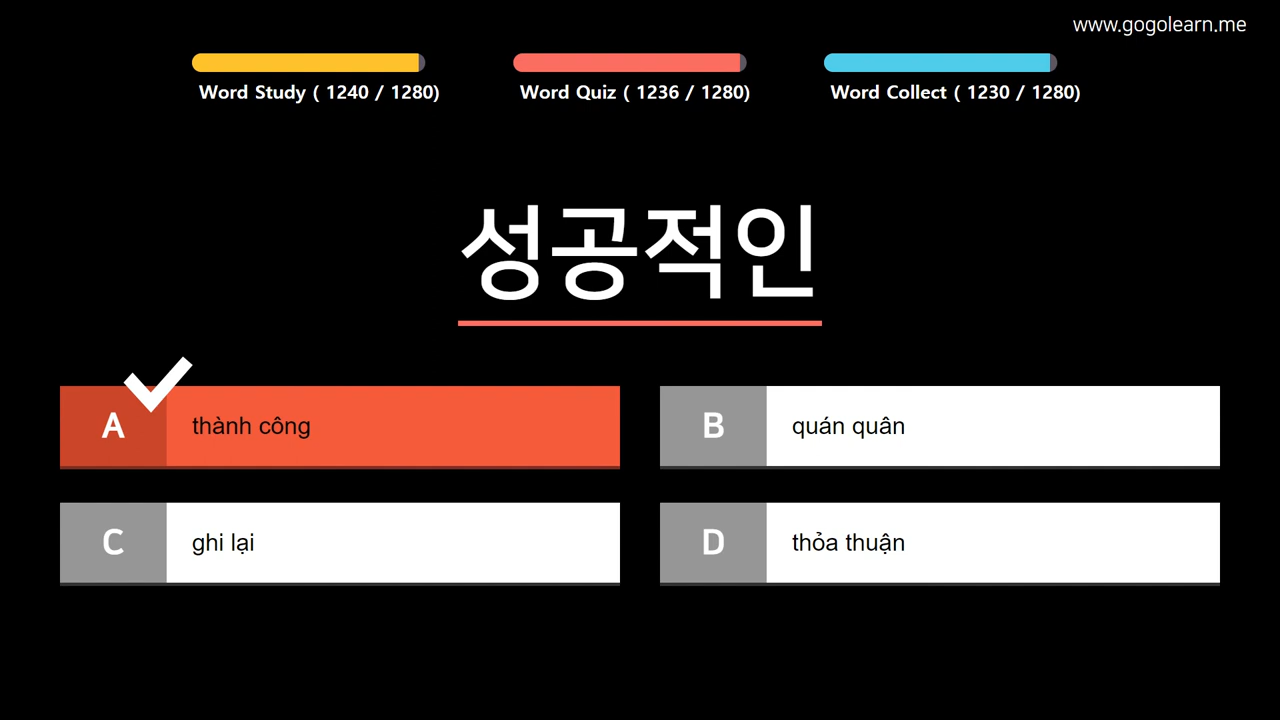 www.gogolearn.me
Word Study ( 1240 / 1280)
Word Quiz ( 1236 / 1280)
Word Collect ( 1230 / 1280)
성공적인
A thành công
B quán quân
C ghi lại
D thỏa thuận